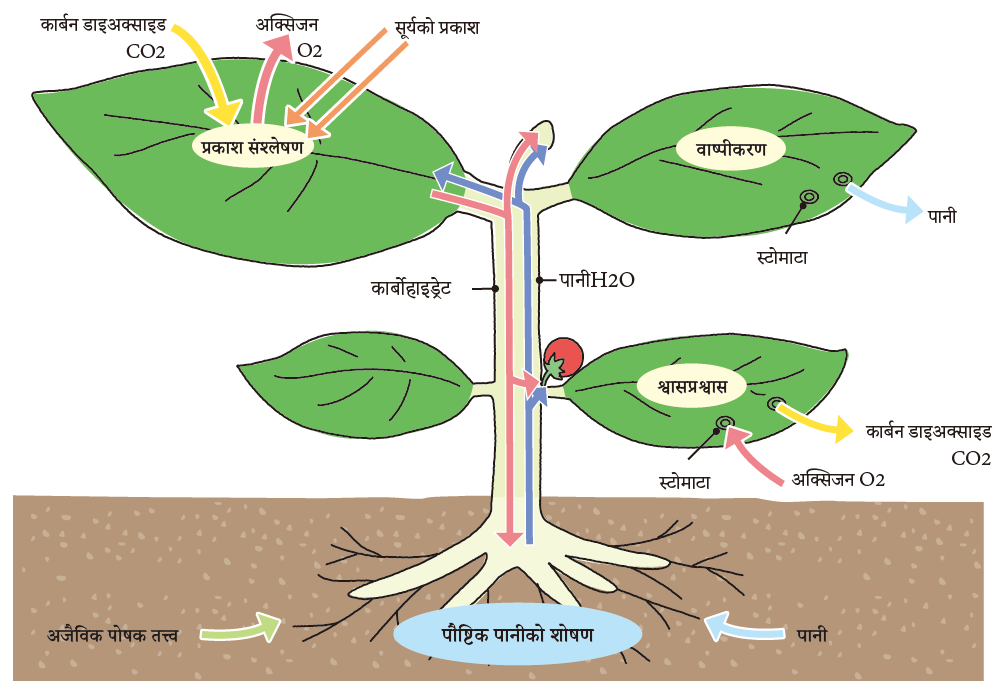 कार्बन डाइअक्साइड
CO2
अक्सिजन
O2
सूर्यको प्रकाश
प्रकाश संश्लेषण
वाष्पीकरण
पानी
स्टोमाटा
कार्बोहाइड्रेट
पानीH2O
श्वासप्रश्वास
कार्बन डाइअक्साइड
CO2
स्टोमाटा
अक्सिजन O2
अजैविक पोषक तत्त्व
पौष्टिक पानीको शोषण
पानी